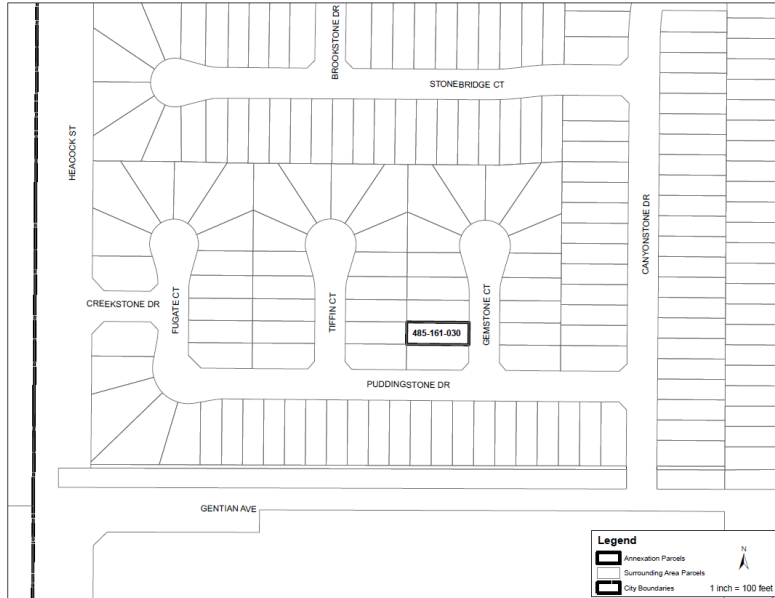 BROOKSTONE DR
STONEBRIDGE CT
HEACOCK ST
CANYONSTONE DR
CREEKSTONE DR
FUGATE CT
TIFFIN CT
485-161-030
GEMSTONE CT
PUDDINGSTONE DR
GENTIAN AVE
Legend
Annexation Parcels
Surrounding Area Parcels
City Boundaries
N
1 inch = 100 feet